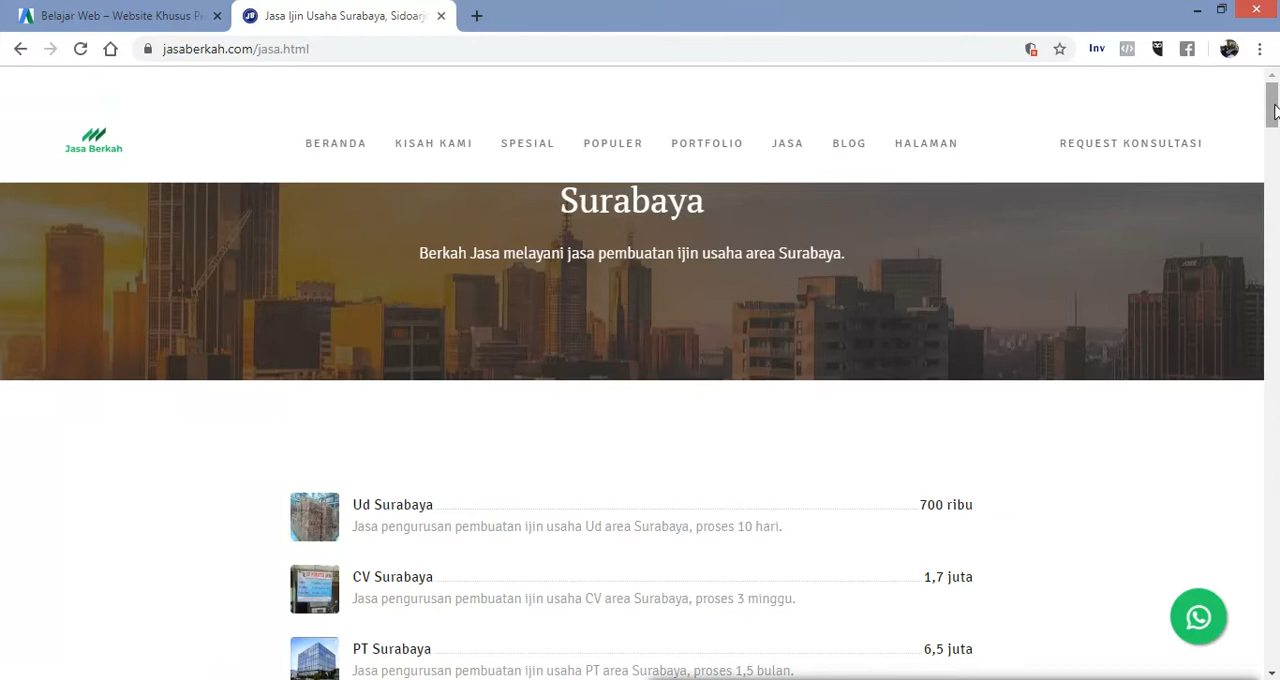 Belajar Web – Website Khusus Pe
Jasa Ijin Usaha Surabaya, Sidoarjo
jasaberkah.com/jasa.html
Inv
Jasa Berkah
BERANDA
KISAH KAMI
SPESIAL
POPULER
PORTFOLIO
JASA
BLOG
HALAMAN
REQUEST KONSULTASI
Surabaya
Berkah Jasa melayani jasa pembuatan ijin usaha area Surabaya.
Ud Surabaya 700 ribu
Jasa pengurusan pembuatan ijin usaha Ud area Surabaya, proses 10 hari.
CV Surabaya 1,7 juta
Jasa pengurusan pembuatan ijin usaha CV area Surabaya, proses 3 minggu.
PT Surabaya 6,5 juta
Jasa pengurusan pembuatan ijin usaha PT area Surabaya, proses 1,5 bulan.